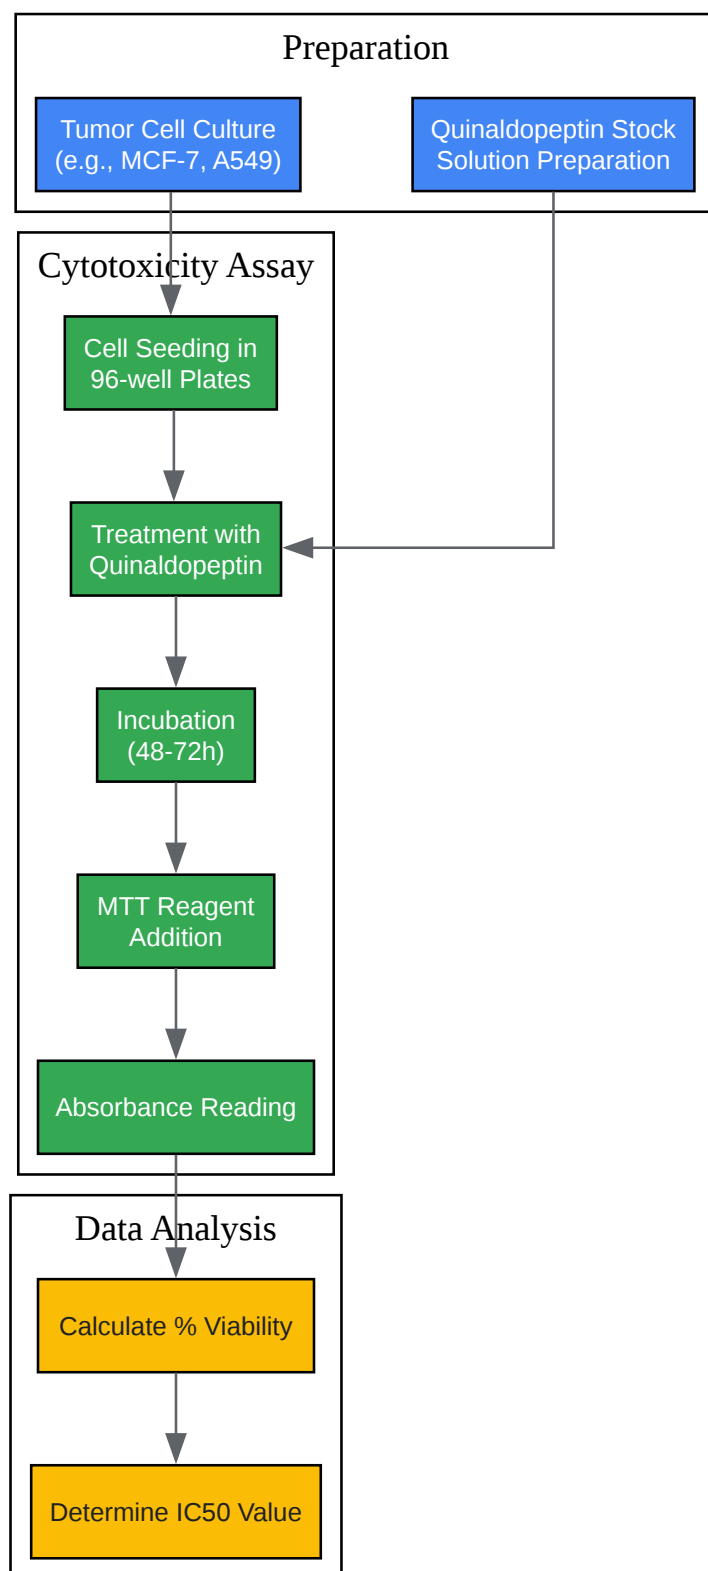 Preparation
Tumor Cell Culture
(e.g., MCF-7, A549)
Quinaldopeptin Stock
Solution Preparation
Cytotoxicity Assay
Cell Seeding in
96-well Plates
Treatment with
Quinaldopeptin
Incubation
(48-72h)
MTT Reagent
Addition
Absorbance Reading
Data Analysis
Calculate % Viability
Determine IC50 Value